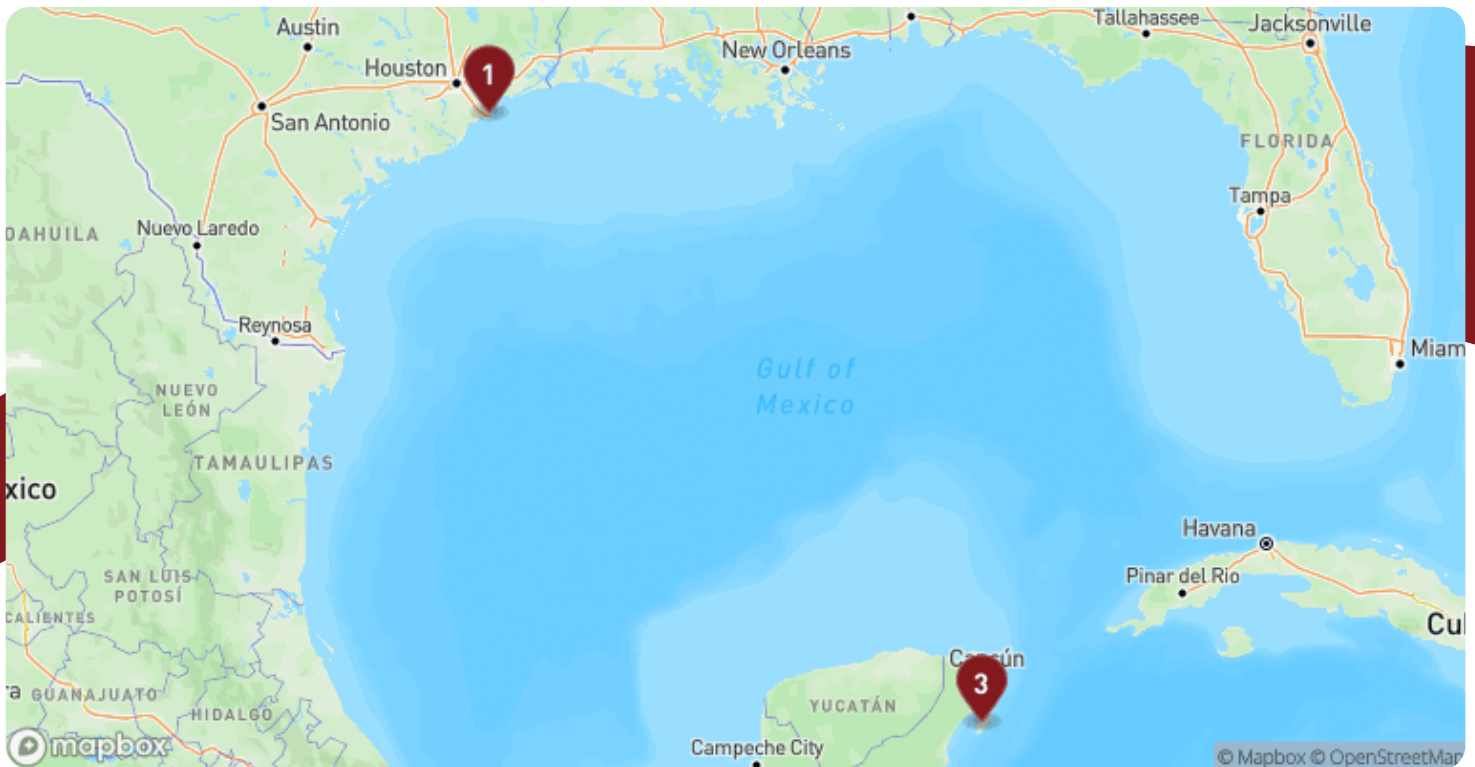 Tallahassee
Jacksonville
Austin
New Orleans
Houston
1
San Antonio
FLORIDA
Tampa
OAHUILA
Nuevo Laredo
Reynosa
Miam
Gulf of
Mexico
NUEVO
LEÓN
TAMAULIPAS
xico
Havana
Pinar del Rio
SAN LUIS
POTOSÍ
CALIENTES
Cu
Cancún
3
ra
GUANAJUATO
YUCATÁN
HIDALGO
Campeche City
mapbox
© Mapbox © OpenStreetMap